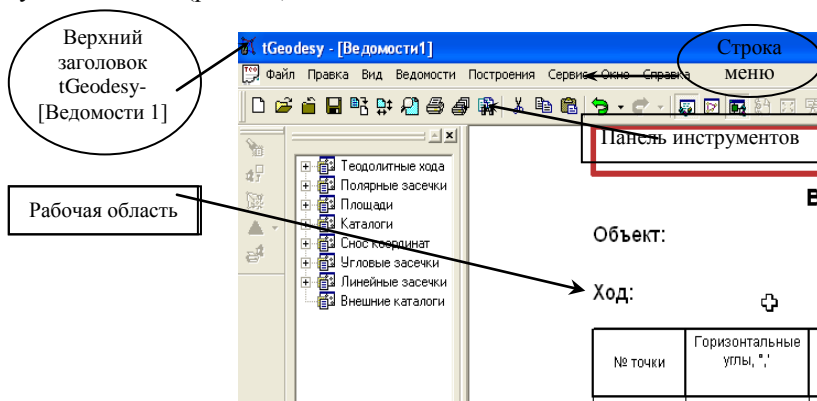 Верхний
заголовок
tGeodesy-
[Ведомости 1]
tGeodesy - [Ведомости1]
Строка
меню
Файл Правка Вид Ведомости Построения Сервис Окно Справка
Панель инструментов
Рабочая область
Теодолитные хода
Полярные засечки
Площади
Каталоги
Снос координат
Угловые засечки
Линейные засечки
Внешние каталоги
В
Объект:
Ход:
№ точки
Горизонтальные
углы, °,'